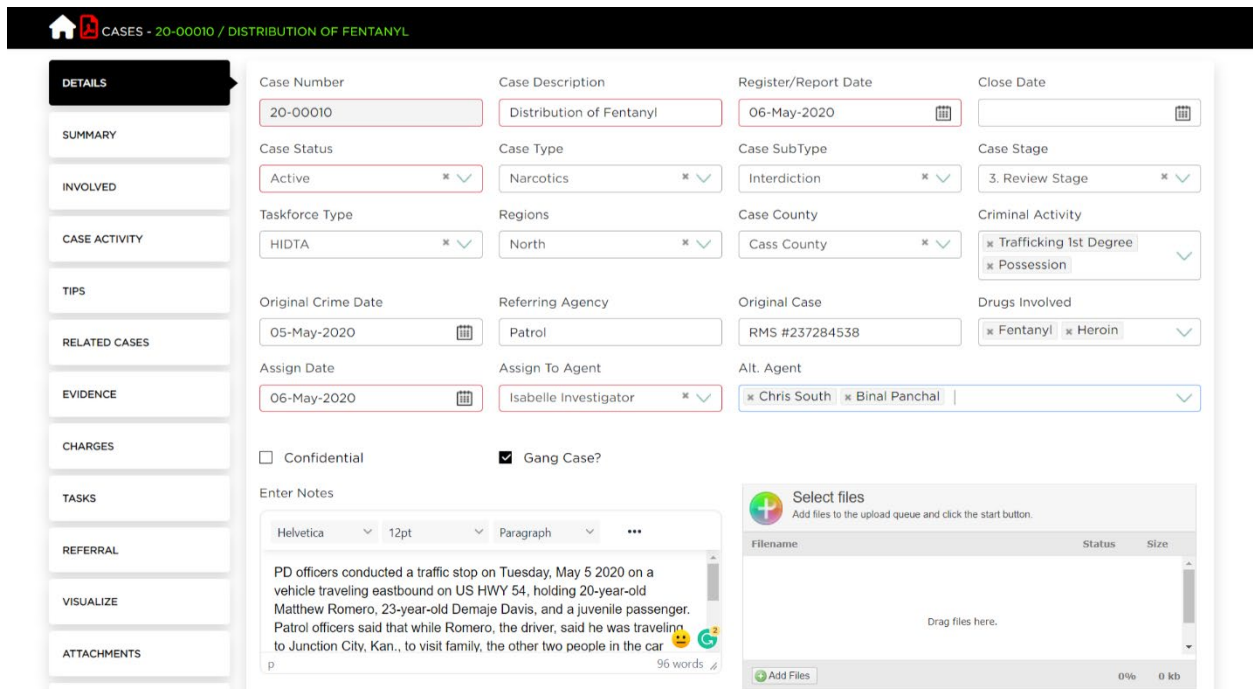 CASES - 20-00010 / DISTRIBUTION OF FENTANYL
DETAILS
SUMMARY
INVOLVED
CASE ACTIVITY
TIPS
RELATED CASES
EVIDENCE
CHARGES
TASKS
REFERRAL
VISUALIZE
ATTACHMENTS
Case Number Case Description Register/Report Date Close Date
20-00010 Distribution of Fentanyl 06-May-2020
Case Status Case Type Case SubType Case Stage
Active Narcotics Interdiction 3. Review Stage
Taskforce Type Regions Case County Criminal Activity
HIDTA North Cass County Trafficking 1st Degree
Possession
Original Crime Date Referring Agency Original Case Drugs Involved
05-May-2020 Patrol RMS #237284538 Fentanyl Heroin
Assign Date Assign To Agent Alt. Agent
06-May-2020 Isabelle Investigator Chris South Binal Panchal
Confidential Gang Case?
Enter Notes
Helvetica 12pt Paragraph •••
PD officers conducted a traffic stop on Tuesday, May 5 2020 on a
vehicle traveling eastbound on US HWY 54, holding 20-year-old
Matthew Romero, 23-year-old Demaje Davis, and a juvenile passenger.
Patrol officers said that while Romero, the driver, said he was traveling
to Junction City, Kan., to visit family, the other two people in the car
2
p 96 words
Select files
Add files to the upload queue and click the start button.
Filename Status Size
Drag files here.
Add Files 0% 0 kb